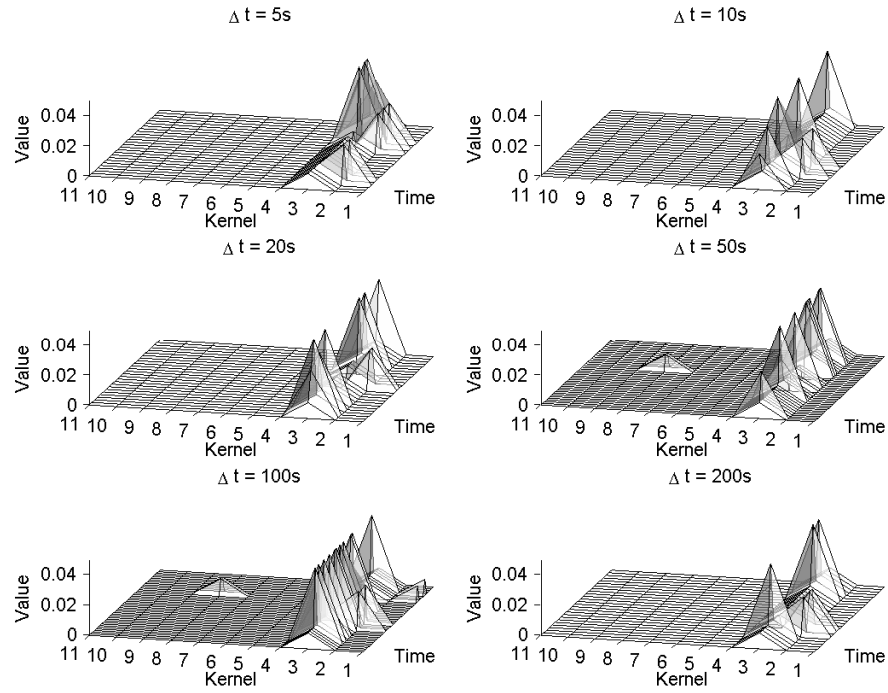 Δ t = 5s
Value
0.04
0.02
0
11 10 9 8 7 6 5 4 3 2 1
Kernel
Time
Δ t = 10s
Value
0.04
0.02
0
11 10 9 8 7 6 5 4 3 2 1
Kernel
Time
Δ t = 20s
Value
0.04
0.02
0
11 10 9 8 7 6 5 4 3 2 1
Kernel
Time
Δ t = 50s
Value
0.04
0.02
0
11 10 9 8 7 6 5 4 3 2 1
Kernel
Time
Δ t = 100s
Value
0.04
0.02
0
11 10 9 8 7 6 5 4 3 2 1
Kernel
Time
Δ t = 200s
Value
0.04
0.02
0
11 10 9 8 7 6 5 4 3 2 1
Kernel
Time